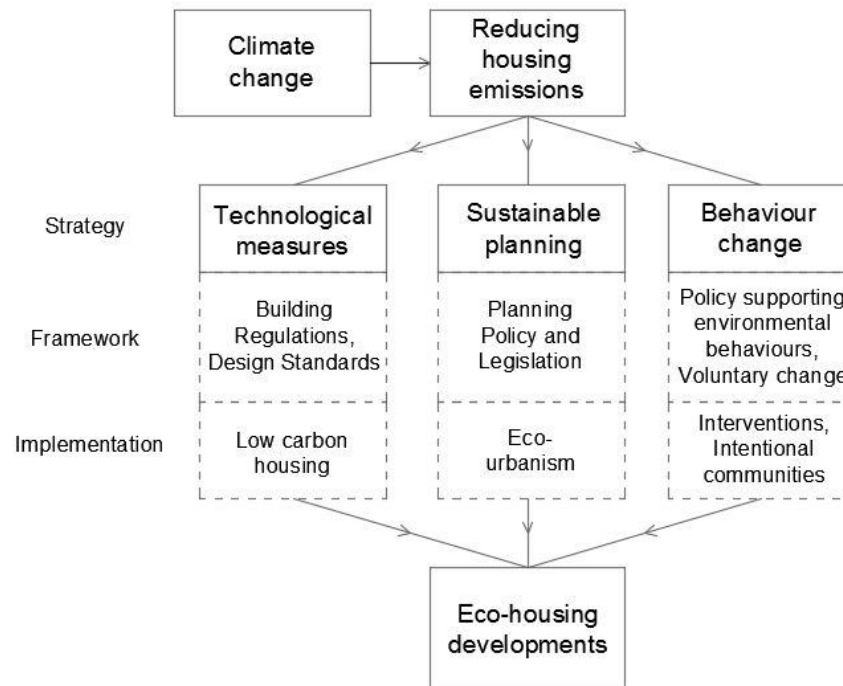 Climate
change
Reducing
housing
emissions
Strategy
Technological
measures
Sustainable
planning
Behaviour
change
Framework
Building
Regulations,
Design Standards
Planning
Policy and
Legislation
Policy supporting
environmental
behaviours,
Voluntary change
Implementation
Low carbon
housing
Eco-
urbanism
Interventions,
Intentional
communities
Eco-housing
developments